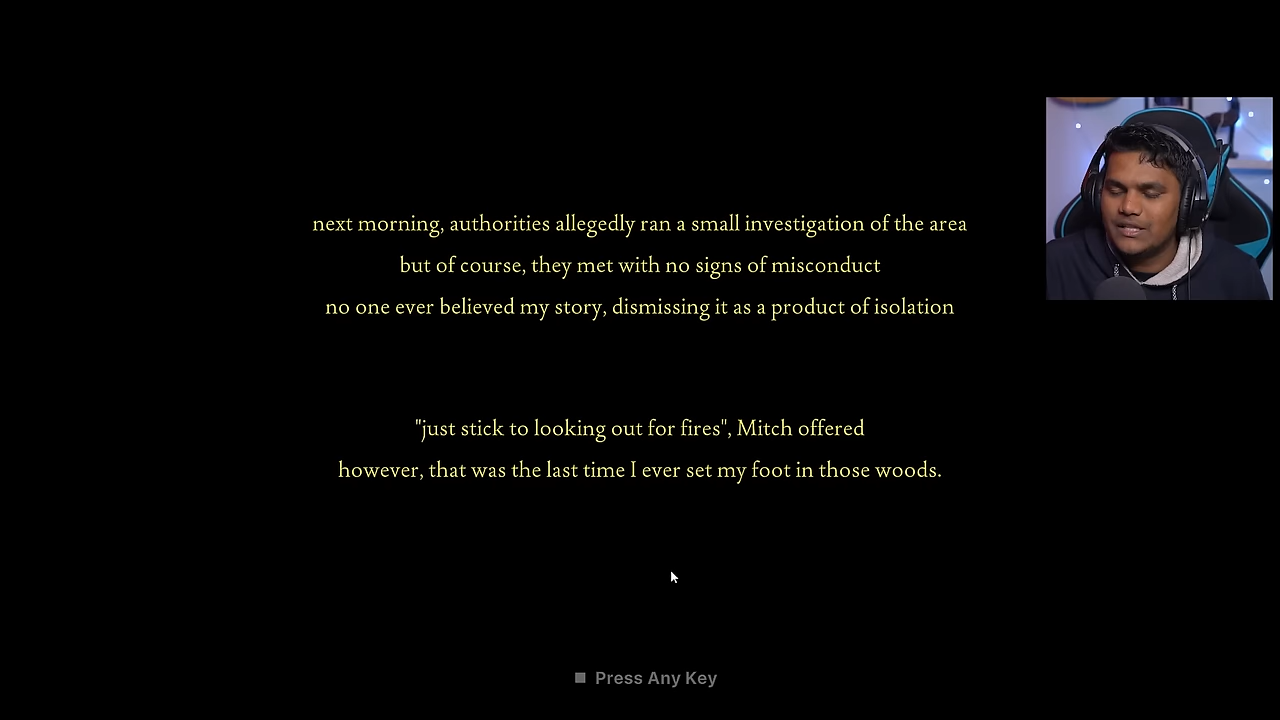 next morning, authorities allegedly ran a small investigation of the area
but of course, they met with no signs of misconduct
no one ever believed my story, dismissing it as a product of isolation
"just stick to looking out for fires", Mitch offered
however, that was the last time I ever set my foot in those woods.
Press Any Key